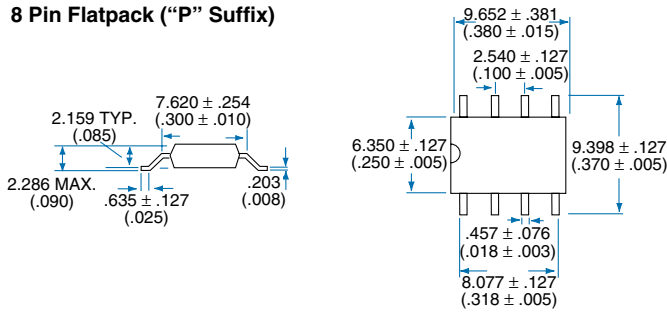 8 Pin Flatpack (“P” Suffix)
7.620 ± .254
(.300 ± .010)
2.159 TYP.
(.085)
2.286 MAX.
(.090)
.635 ± .127
(.025)
.203
(.008)
9.652 ± .381
(.380 ± .015)
2.540 ± .127
(.100 ± .005)
6.350 ± .127
(.250 ± .005)
9.398 ± .127
(.370 ± .005)
.457 ± .076
(.018 ± .003)
8.077 ± .127
(.318 ± .005)